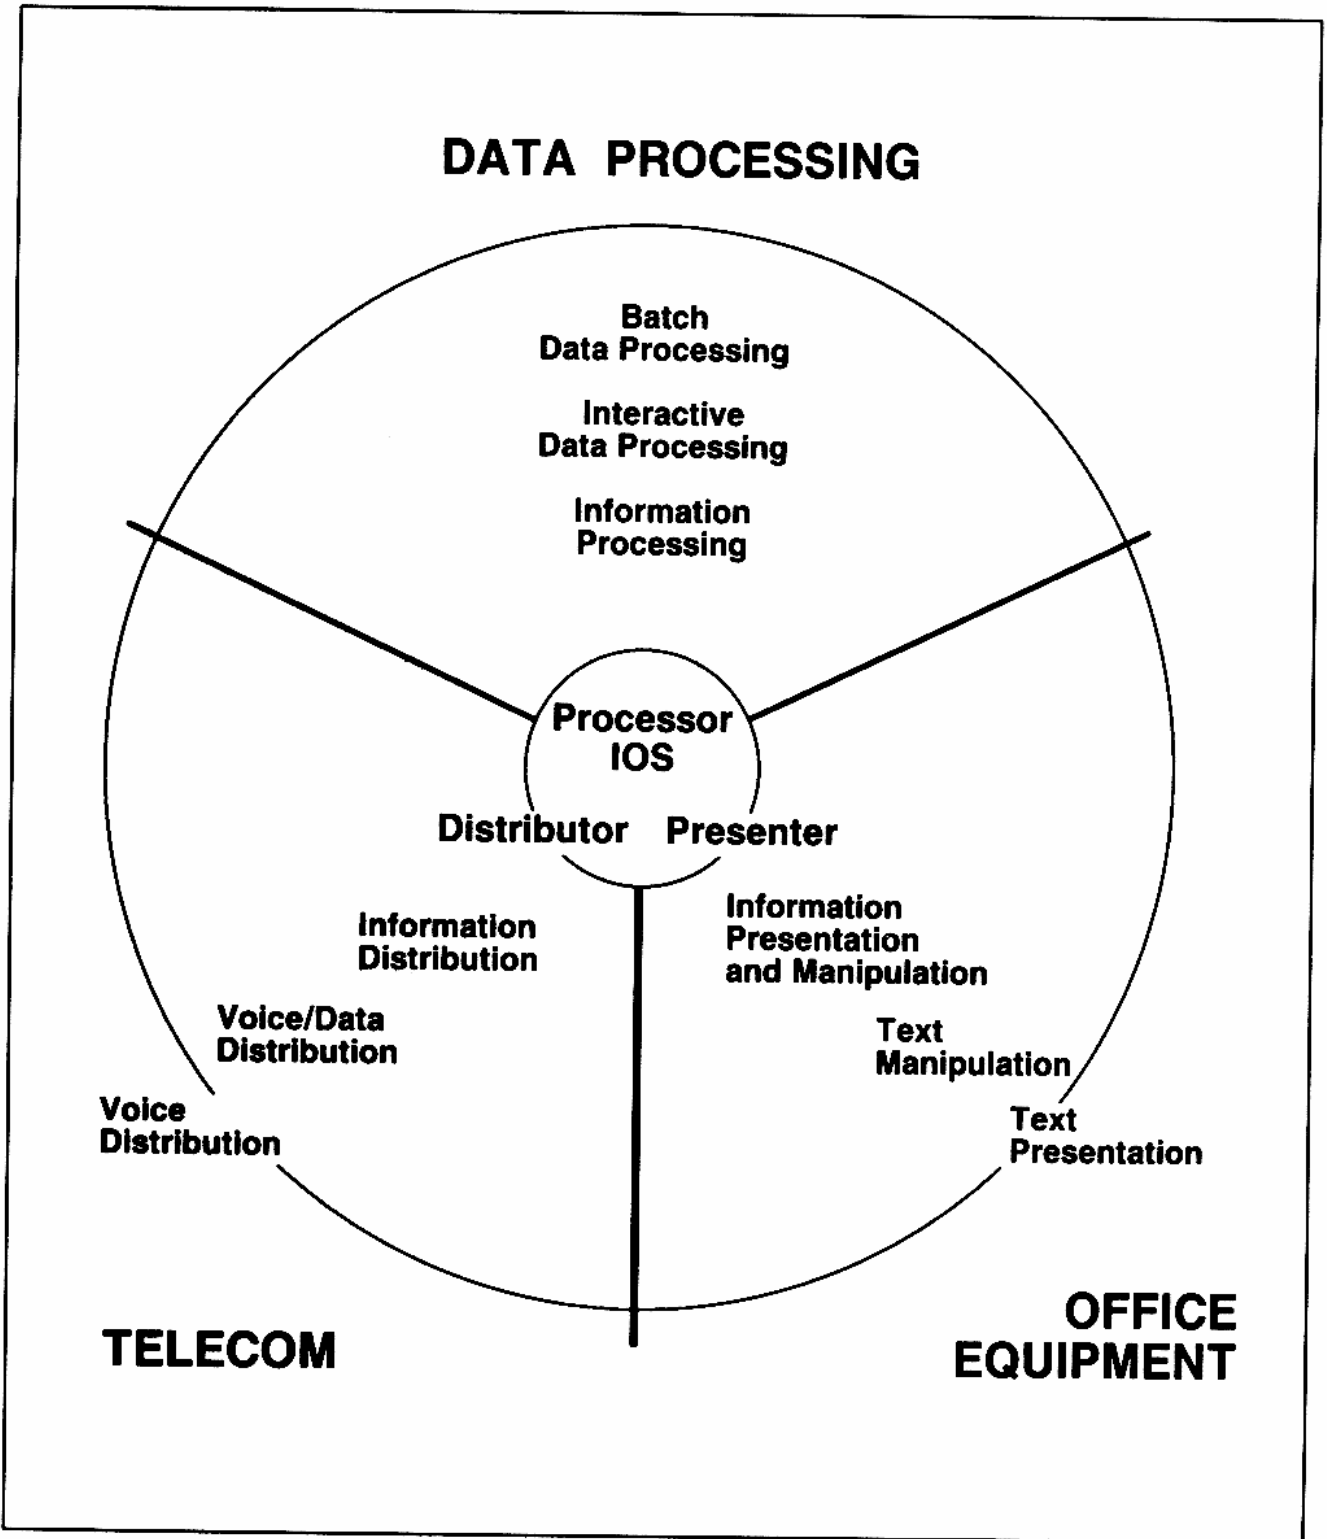 DATA PROCESSING
Batch
Data Processing
Interactive
Data Processing
Information
Processing
Processor
IOS
Distributor Presenter
Information
Distribution
Information
Presentation
and Manipulation
Voice/Data
Distribution
Text
Manipulation
Voice
Distribution
Text
Presentation
TELECOM
OFFICE
EQUIPMENT